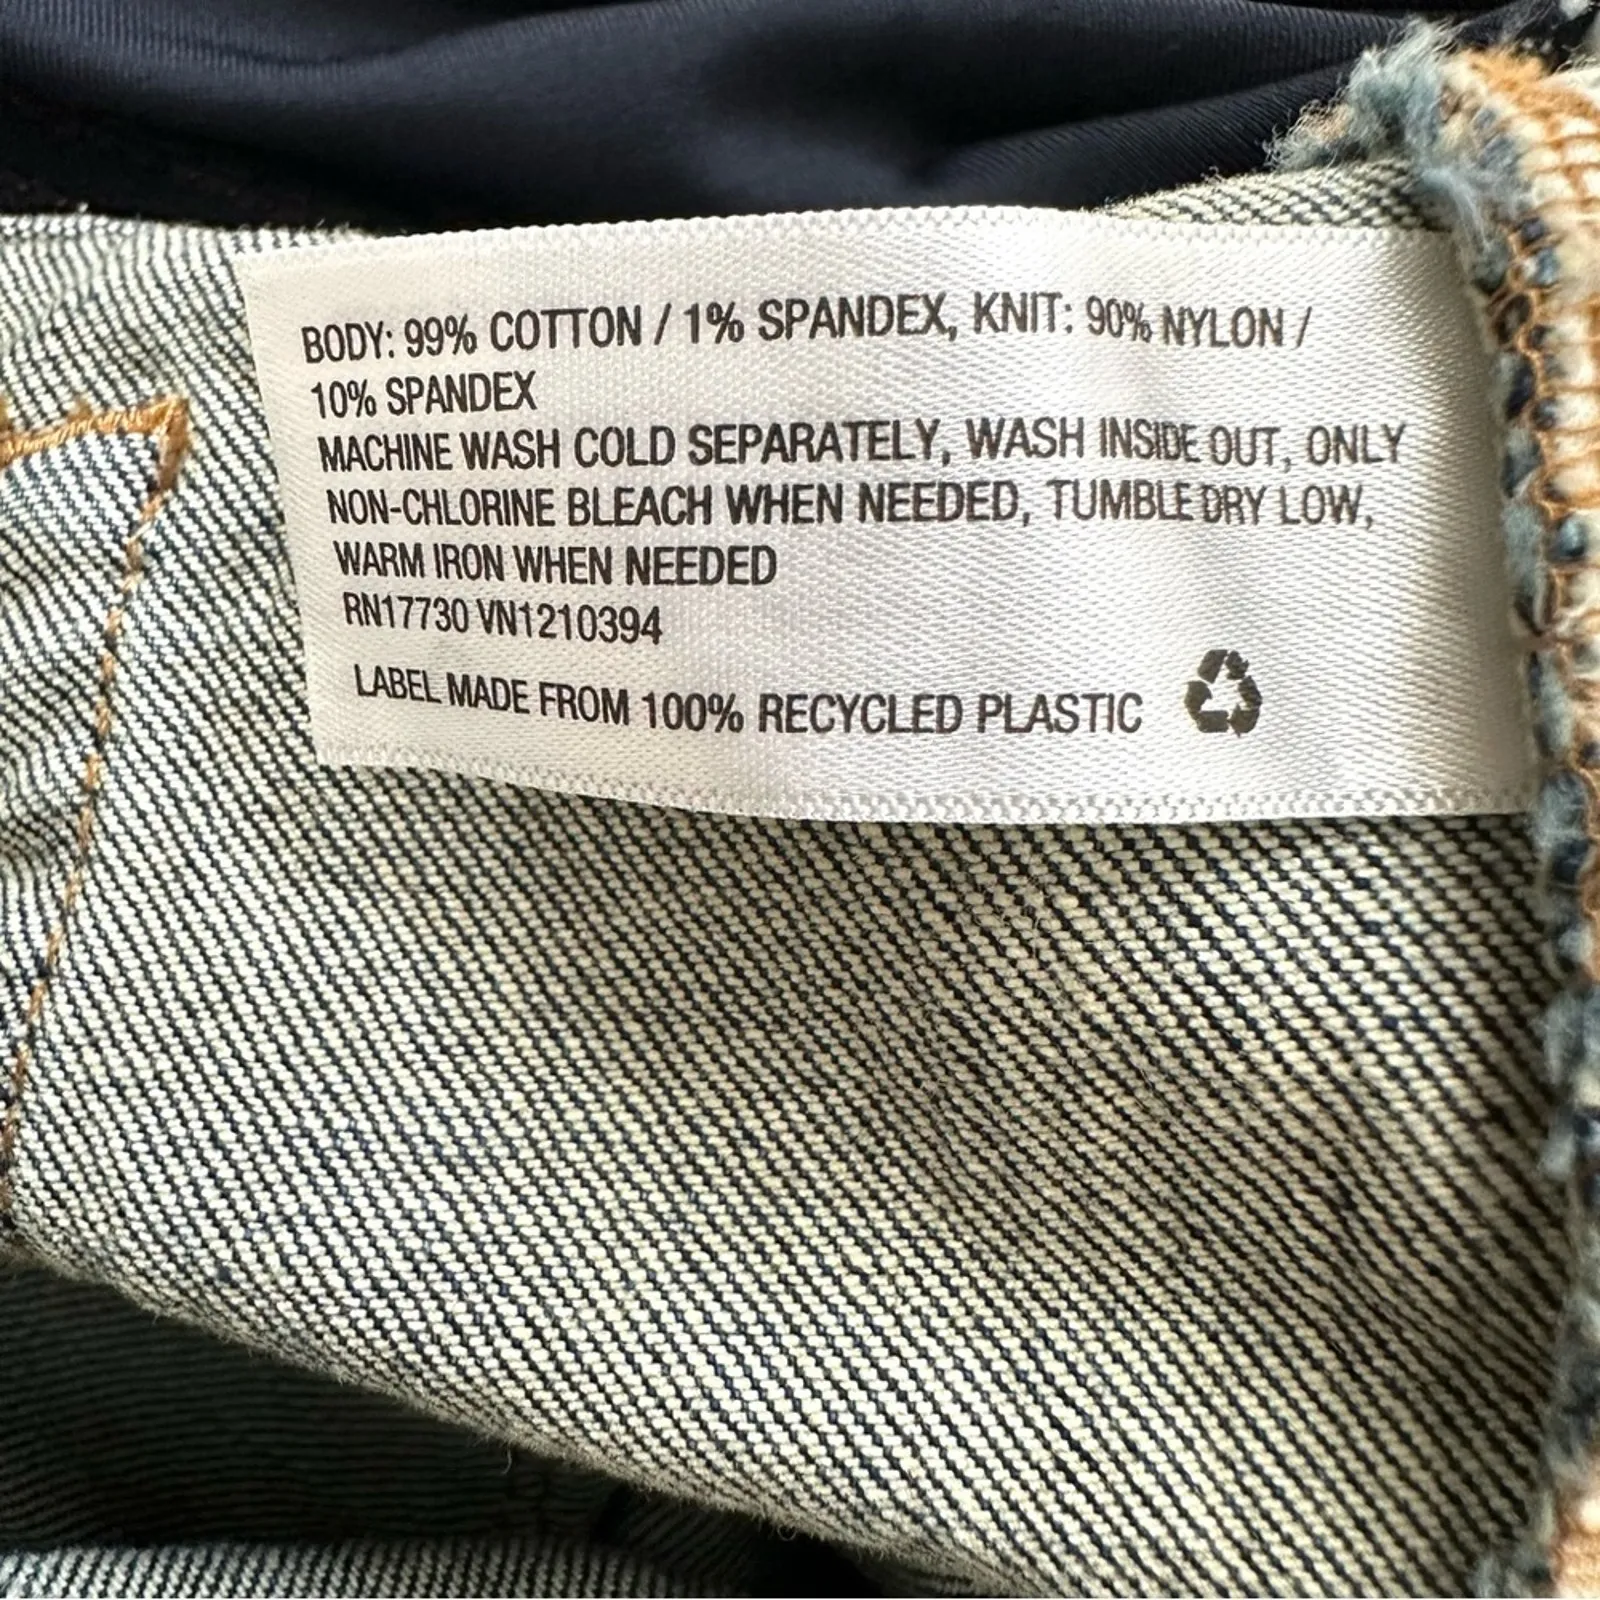 BODY: 99% COTTON / 1% SPANDEX, KNIT: 90% NYLON /
10% SPANDEX
MACHINE WASH COLD SEPARATELY, WASH INSIDE OUT, ONLY
NON-CHLORINE BLEACH WHEN NEEDED, TUMBLE DRY LOW,
WARM IRON WHEN NEEDED
RN17730 VN1210394
LABEL MADE FROM 100% RECYCLED PLASTIC